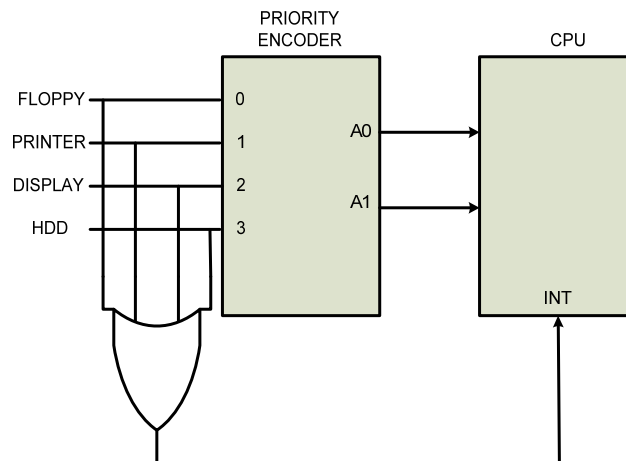 PRIORITY
ENCODER
CPU
FLOPPY
0
PRINTER
1
A0
DISPLAY
2
A1
HDD
3
INT